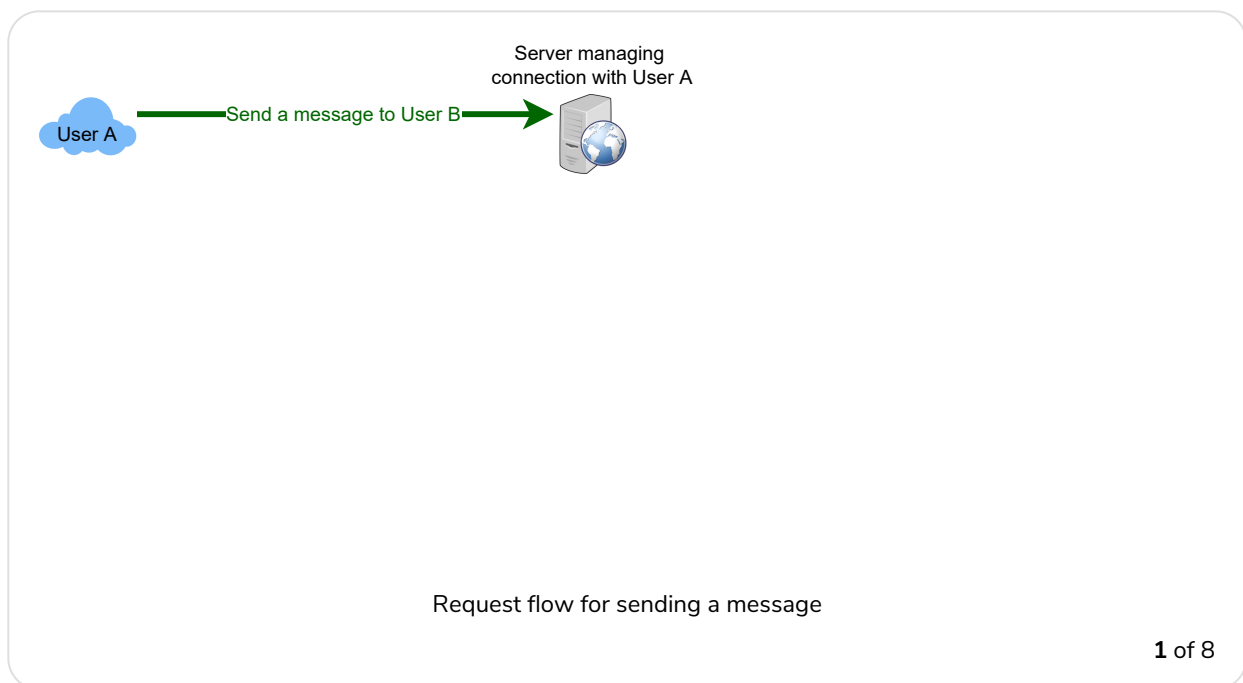 Server managing
connection with User A
Send a message to User B
User A
Request flow for sending a message
1 of 8